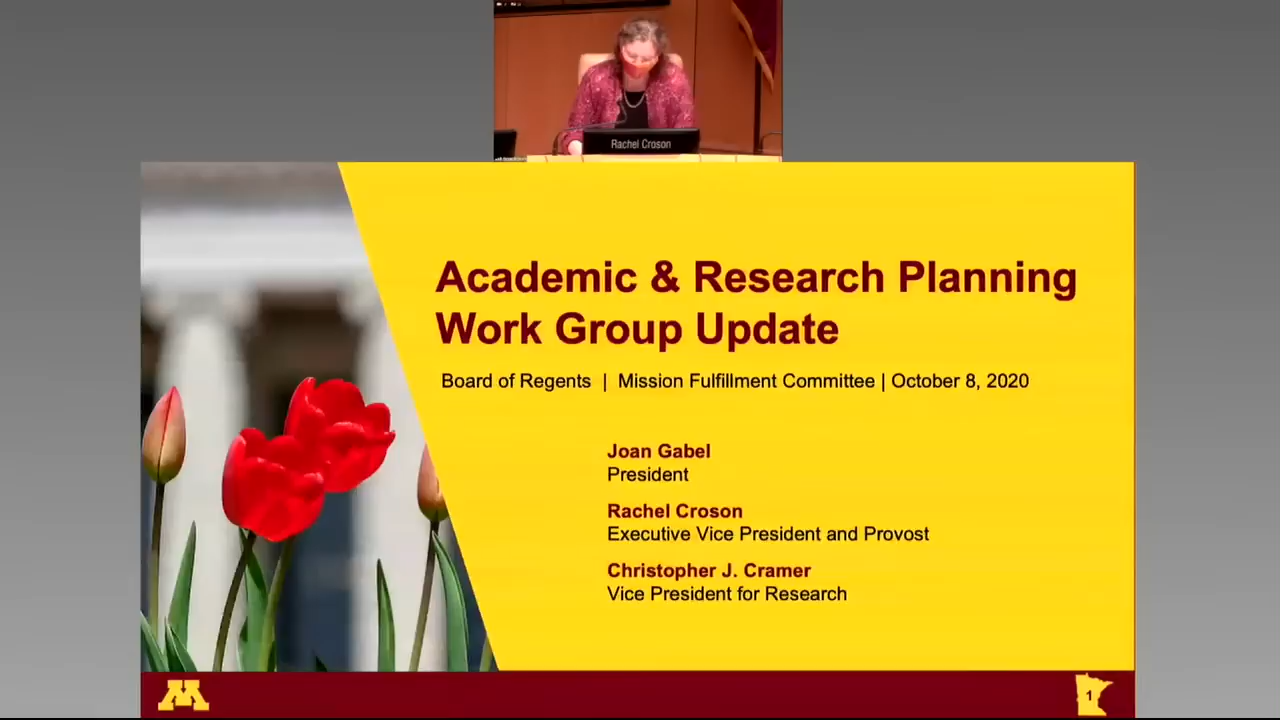 Rachel Croson
Academic & Research Planning
Work Group Update
Board of Regents | Mission Fulfillment Committee | October 8, 2020
Joan Gabel
President
Rachel Croson
Executive Vice President and Provost
Christopher J. Cramer
Vice President for Research
M
1